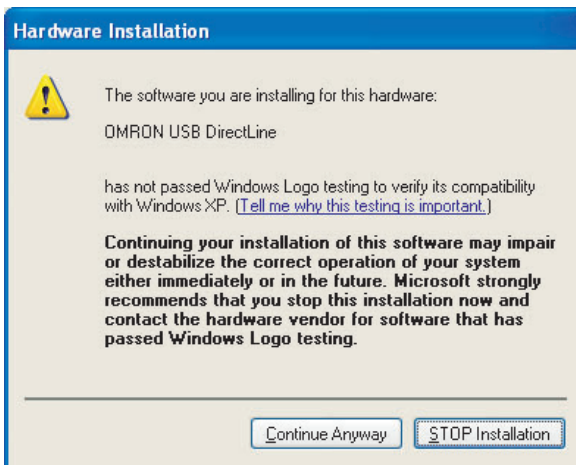 Hardware Installation
The software you are installing for this hardware:
OMRON USB DirectLine
has not passed Windows Logo testing to verify its compatibility
with Windows XP. (Tell me why this testing is important.)
Continuing your installation of this software may impair
or destabilize the correct operation of your system
either immediately or in the future. Microsoft strongly
recommends that you stop this installation now and
contact the hardware vendor for software that has
passed Windows Logo testing.
Continue Anyway
STOP Installation